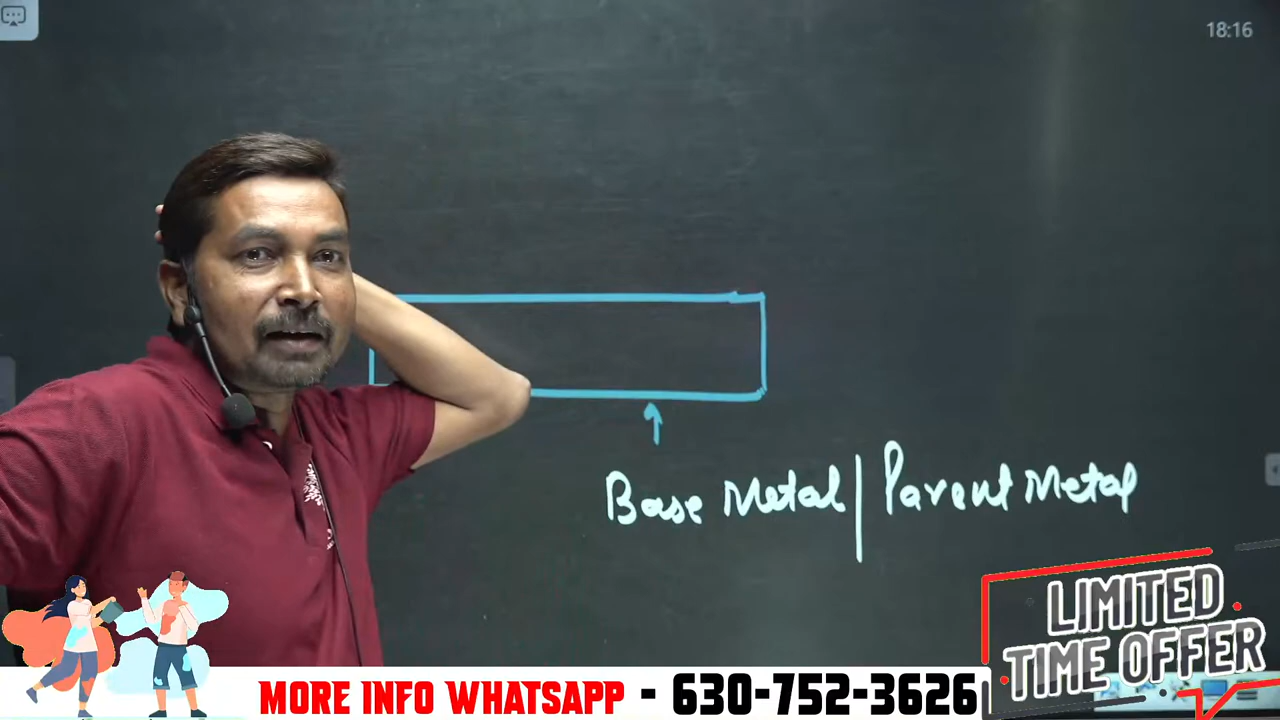 18:16
Base Metal | Parent Metal
LIMITED
TIME OFFER
MORE INFO WHATSAPP - 630-752-3626